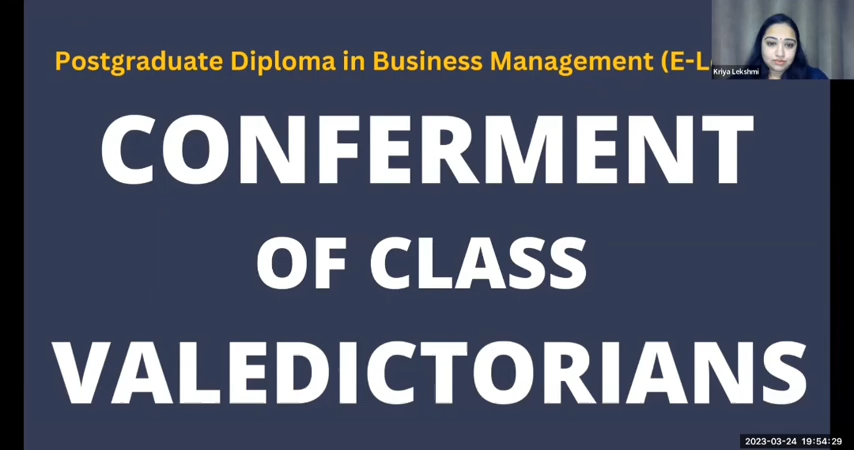 Postgraduate Diploma in Business Management (E-L
Kriya Lekshmi
CONFERMENT
OF CLASS
VALEDICTORIANS
2023-03-24 19:54:29